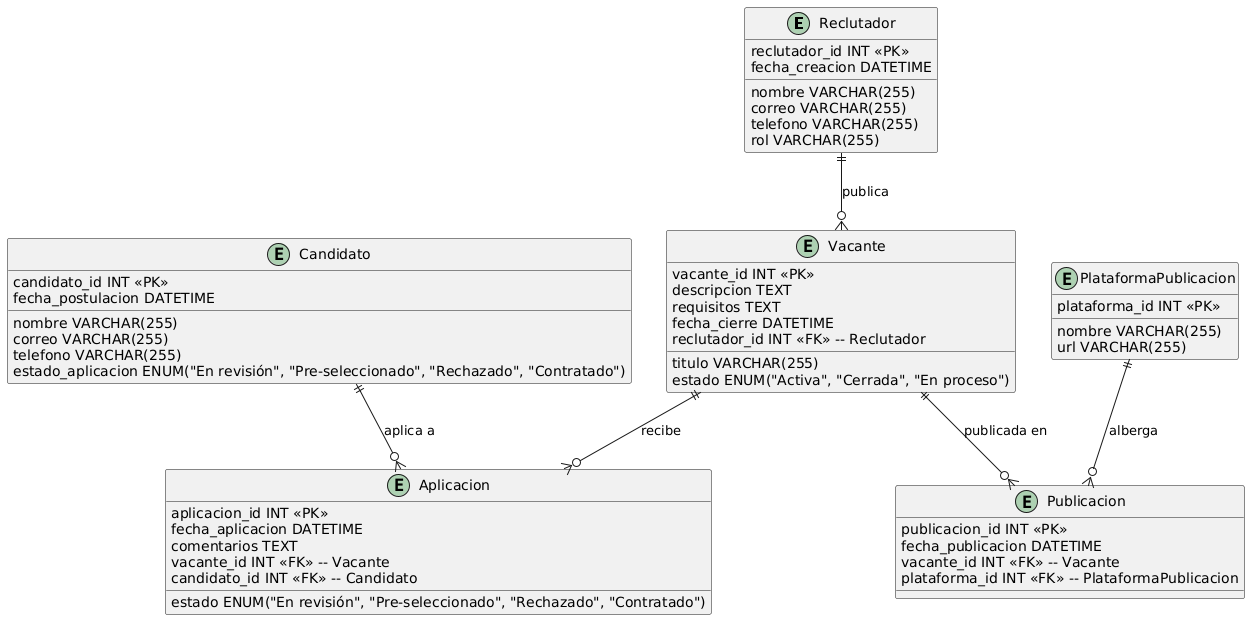 E Reclutador
reclutador_id INT «PK»
fecha_creacion DATETIME
nombre VARCHAR(255)
correo VARCHAR(255)
telefono VARCHAR(255)
rol VARCHAR(255)
publica
E Candidato
candidato_id INT «PK»
fecha_postulacion DATETIME
nombre VARCHAR(255)
correo VARCHAR(255)
telefono VARCHAR(255)
estado_aplicacion ENUM("En revisión", "Pre-seleccionado", "Rechazado", "Contratado")
E Vacante
vacante_id INT «PK»
descripcion TEXT
requisitos TEXT
fecha_cierre DATETIME
reclutador_id INT «FK» -- Reclutador
titulo VARCHAR(255)
estado ENUM("Activa", "Cerrada", "En proceso")
E PlataformaPublicacion
plataforma_id INT «PK»
nombre VARCHAR(255)
url VARCHAR(255)
aplica a
recibe
publicada en
alberga
E Aplicacion
aplicacion_id INT «PK»
fecha_aplicacion DATETIME
comentarios TEXT
vacante_id INT «FK» -- Vacante
candidato_id INT «FK» -- Candidato
estado ENUM("En revisión", "Pre-seleccionado", "Rechazado", "Contratado")
E Publicacion
publicacion_id INT «PK»
fecha_publicacion DATETIME
vacante_id INT «FK» -- Vacante
plataforma_id INT «FK» -- PlataformaPublicacion